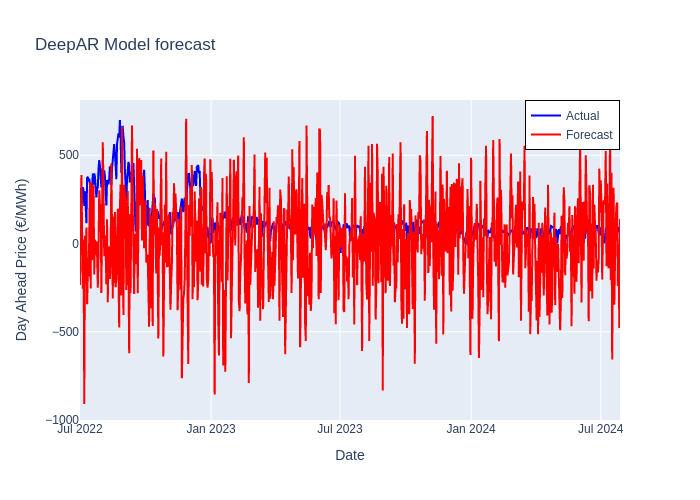 DeepAR Model forecast
Actual
Forecast
Day Ahead Price (€/MWh)
500
0
−500
−1000
Jul 2022
Jan 2023
Jul 2023
Jan 2024
Jul 2024
Date